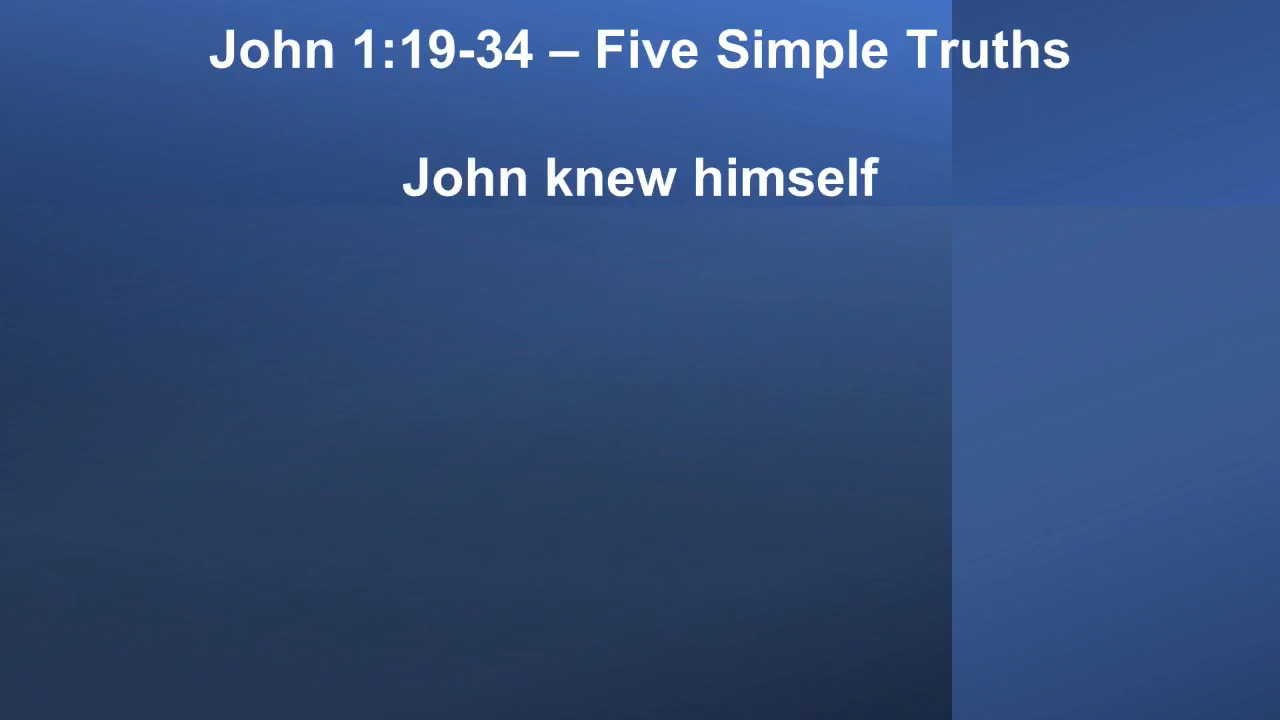 John 1:19-34 – Five Simple Truths
John knew himself